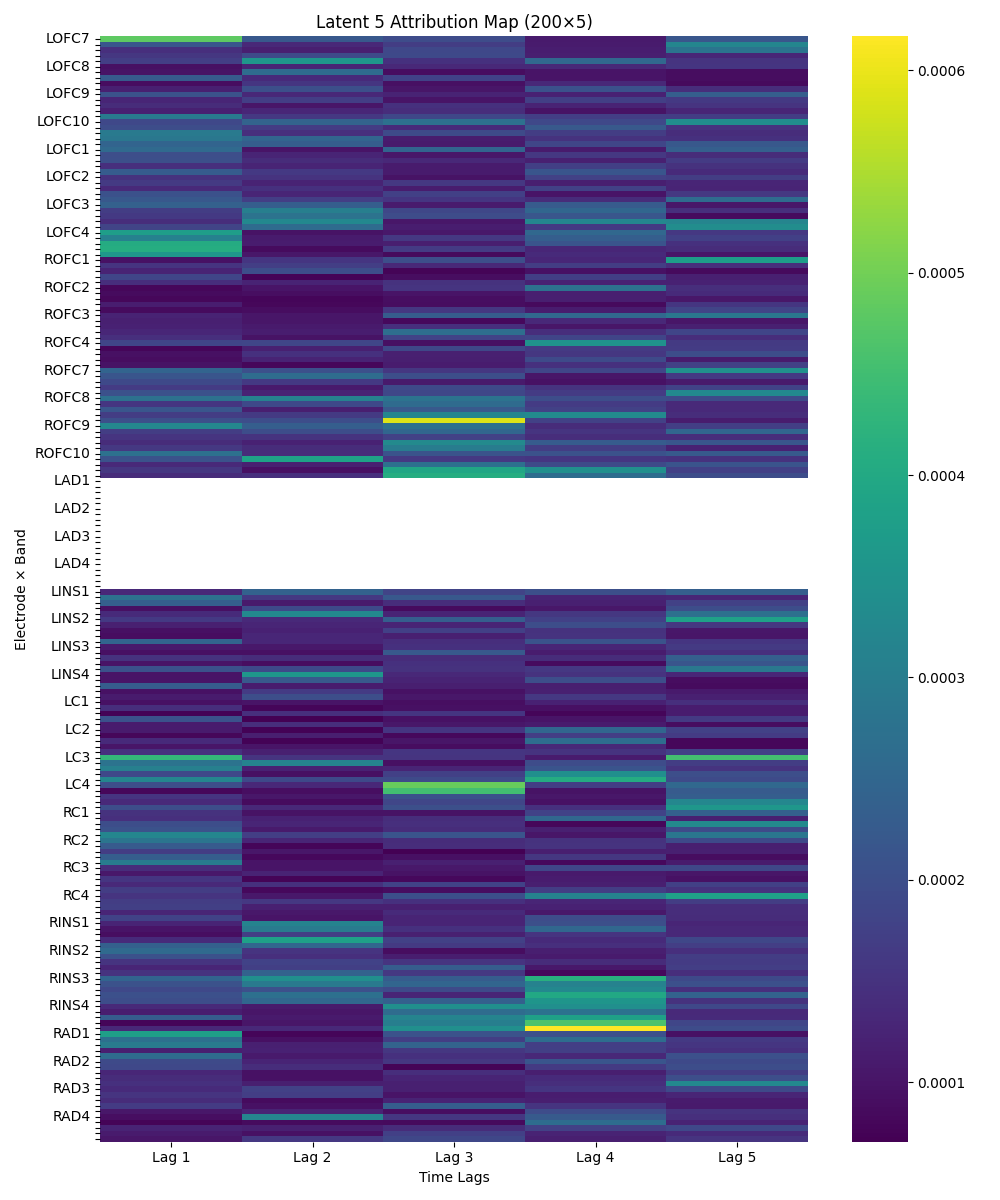 Latent 5 Attribution Map (200×5)
LOFC7
LOFC8
LOFC9
LOFC10
LOFC1
LOFC2
LOFC3
LOFC4
ROFC1
ROFC2
ROFC3
ROFC4
ROFC7
ROFC8
ROFC9
ROFC10
LAD1
LAD2
LAD3
LAD4
LINS1
LINS2
LINS3
LINS4
LC1
LC2
LC3
LC4
RC1
RC2
RC3
RC4
RINS1
RINS2
RINS3
RINS4
RAD1
RAD2
RAD3
RAD4
Electrode × Band
Lag 1 Lag 2 Lag 3 Lag 4 Lag 5
Time Lags
0.0006
0.0005
0.0004
0.0003
0.0002
0.0001